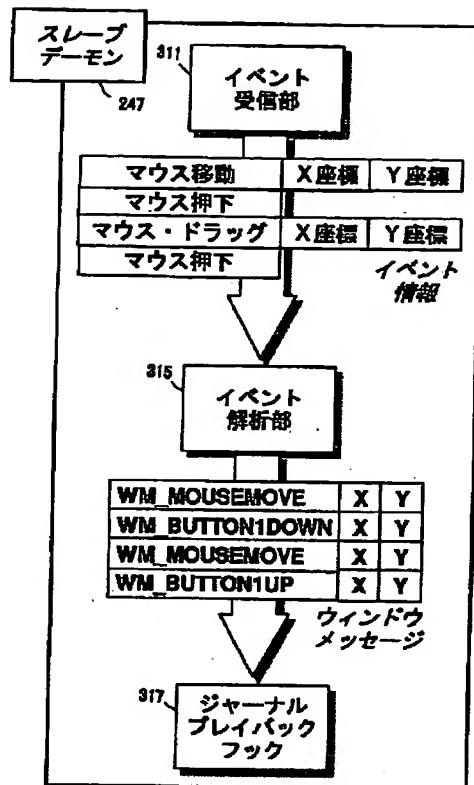 スレーブ
デーモン
247
311
イベント
受信部
マウス移動 X座標 Y座標
マウス押下
マウス・ドラッグ X座標 Y座標
マウス押下
イベント
情報
315
イベント
解析部
WM_MOUSEMOVE X Y
WM_BUTTON1DOWN X Y
WM_MOUSEMOVE X Y
WM_BUTTON1UP X Y
ウィンドウ
メッセージ
317
ジャーナル
プレイバック
フック